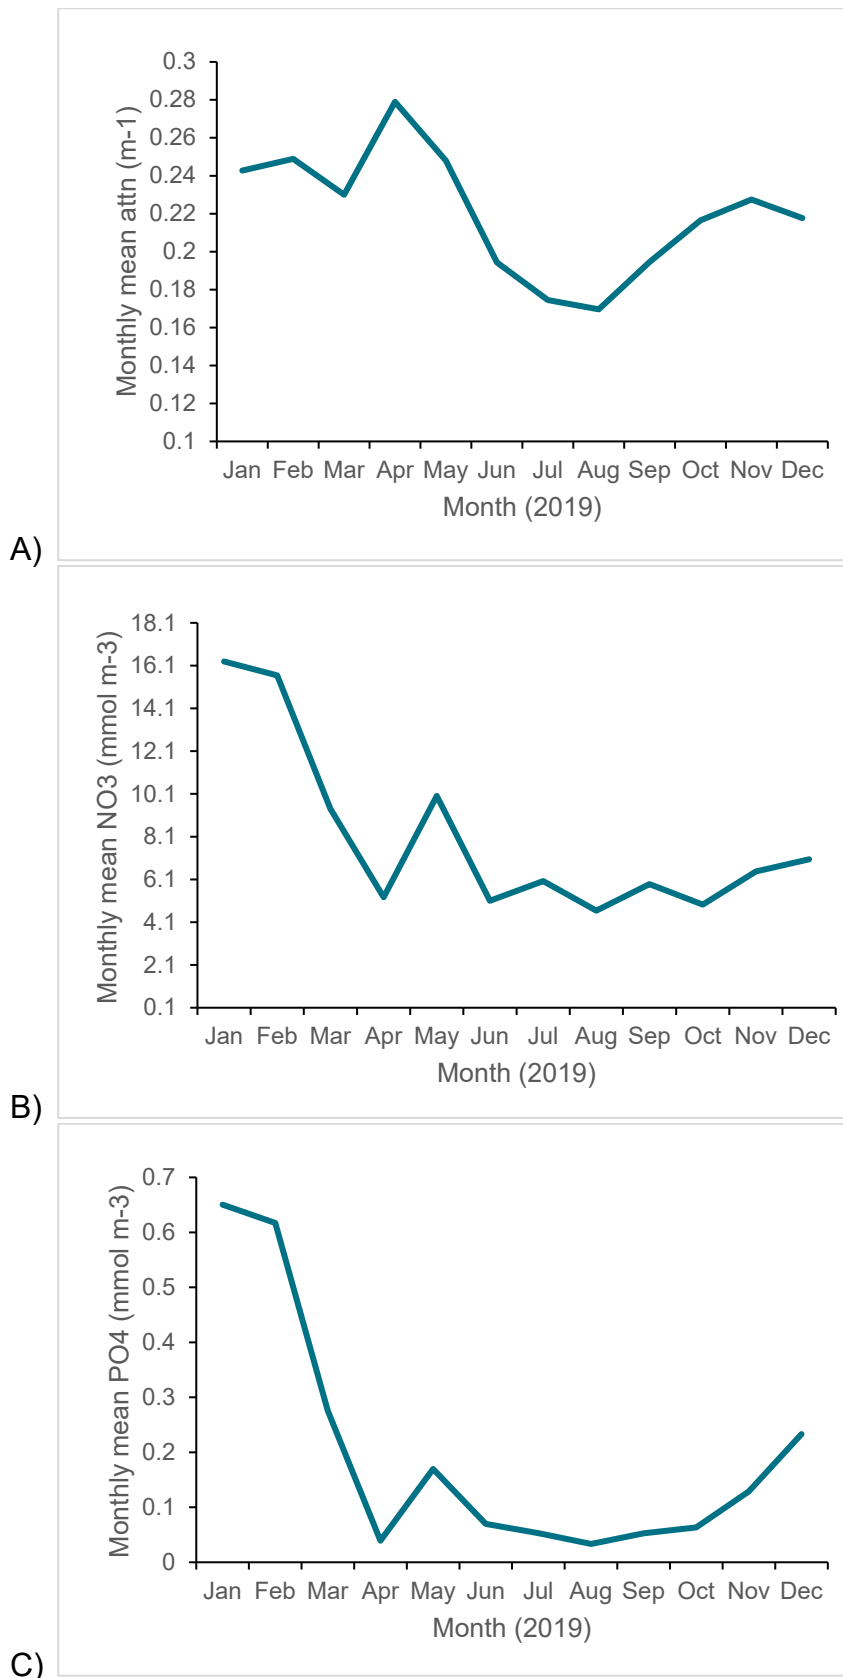 0.3
0.28
0.26
0.24
0.22
0.2
0.18
0.16
0.14
0.12
0.1
Monthly mean attn (m-1)
Jan Feb Mar Apr May Jun Jul Aug Sep Oct Nov Dec
Month (2019)
A)
18.1
16.1
14.1
12.1
10.1
8.1
6.1
4.1
2.1
0.1
Monthly mean NO3 (mmol m-3)
Jan Feb Mar Apr May Jun Jul Aug Sep Oct Nov Dec
Month (2019)
B)
0.7
0.6
0.5
0.4
0.3
0.2
0.1
0
Monthly mean PO4 (mmol m-3)
Jan Feb Mar Apr May Jun Jul Aug Sep Oct Nov Dec
Month (2019)
C)